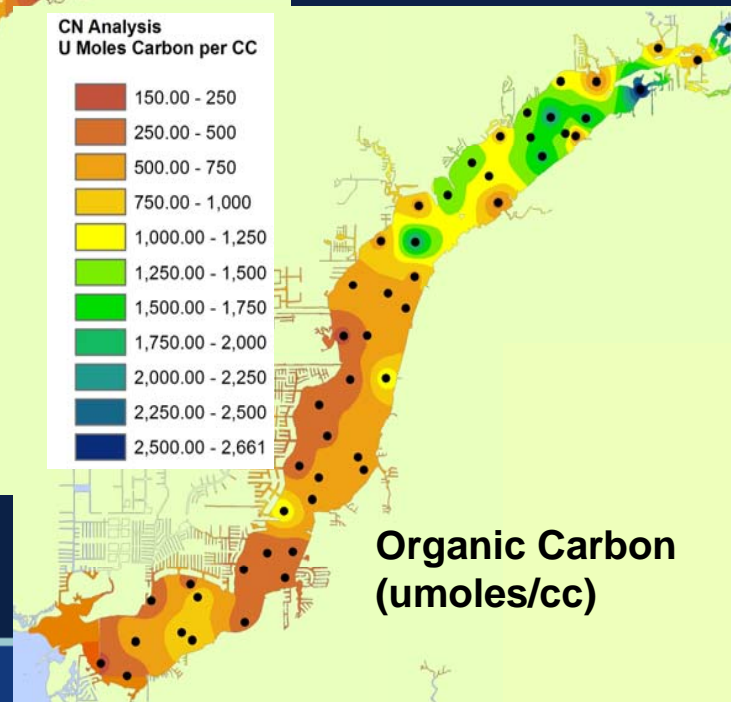 CN Analysis
U Moles Carbon per CC
150.00 - 250
250.00 - 500
500.00 - 750
750.00 - 1,000
1,000.00 - 1,250
1,250.00 - 1,500
1,500.00 - 1,750
1,750.00 - 2,000
2,000.00 - 2,250
2,250.00 - 2,500
2,500.00 - 2,661
Organic Carbon
(umoles/cc)